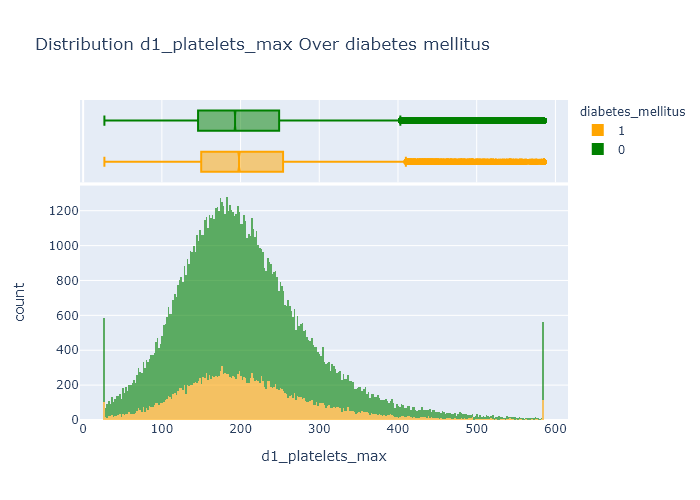 Distribution d1_platelets_max Over diabetes mellitus
diabetes_mellitus
1
0
1200
1000
800
600
400
200
0
count
0 100 200 300 400 500 600
d1_platelets_max